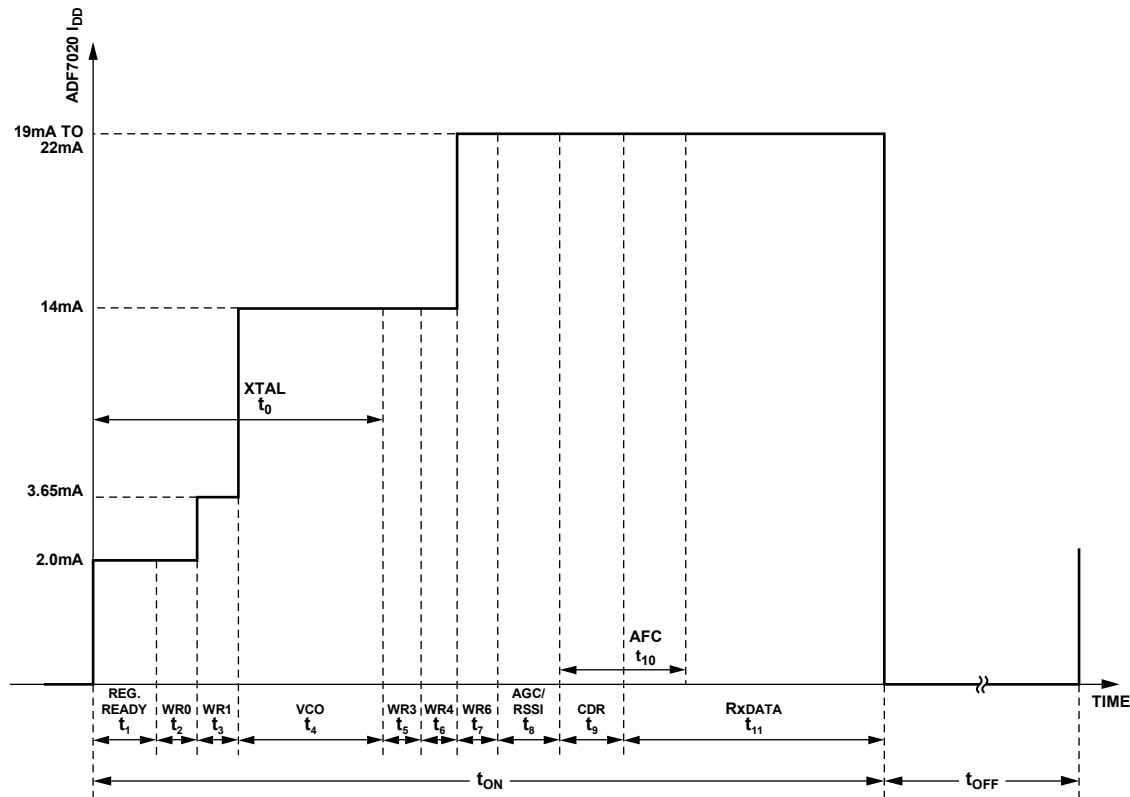 ADF7020 IDD
19mA TO
22mA
14mA
XTAL
t0
3.65mA
2.0mA
AFC
t10
REG.
READY
t1
WR0
t2
WR1
t3
VCO
t4
WR3
t5
WR4
t6
WR6
t7
AGC/
RSSI
t8
CDR
t9
RxDATA
t11
TIME
tON
tOFF